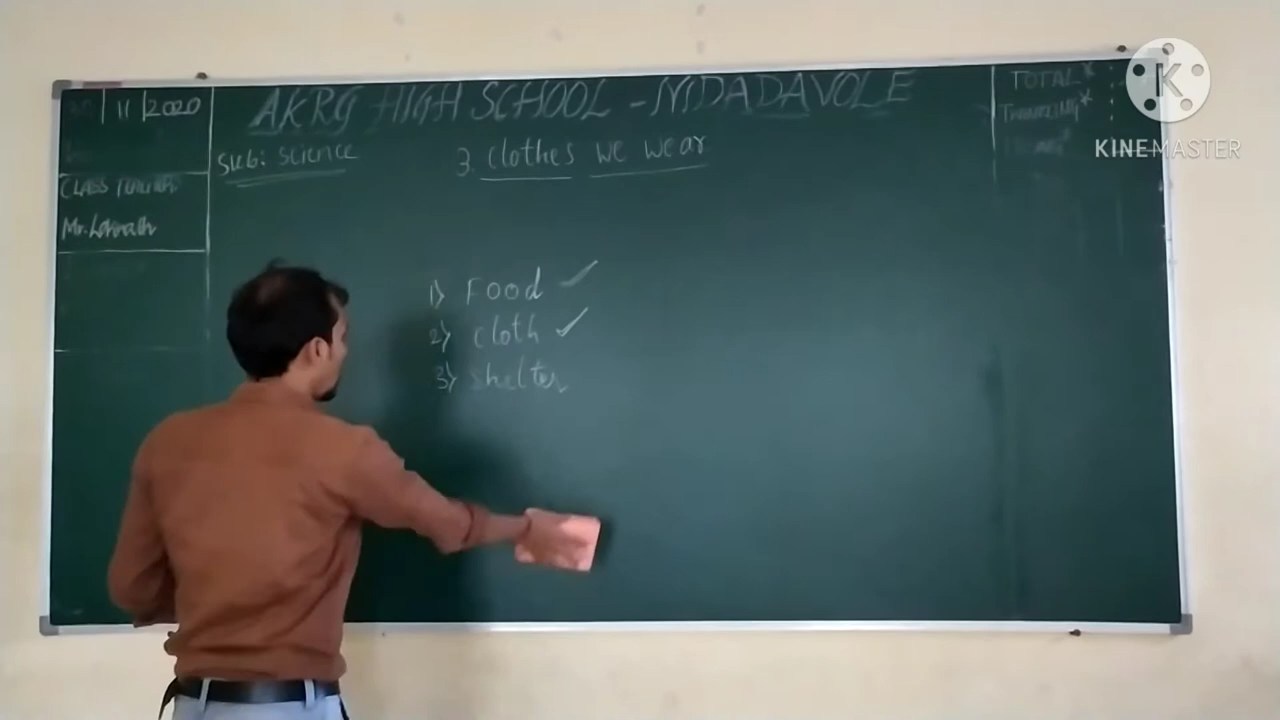 /11/2020
AKRG HIGH SCHOOL - NIDADAVOLE
TOTAL
KINEMASTER
SUB: Science
3. Clothes we wear
CLASS TEACHER
Mr.
1) Food ✓
2) cloth ✓
3) shelter